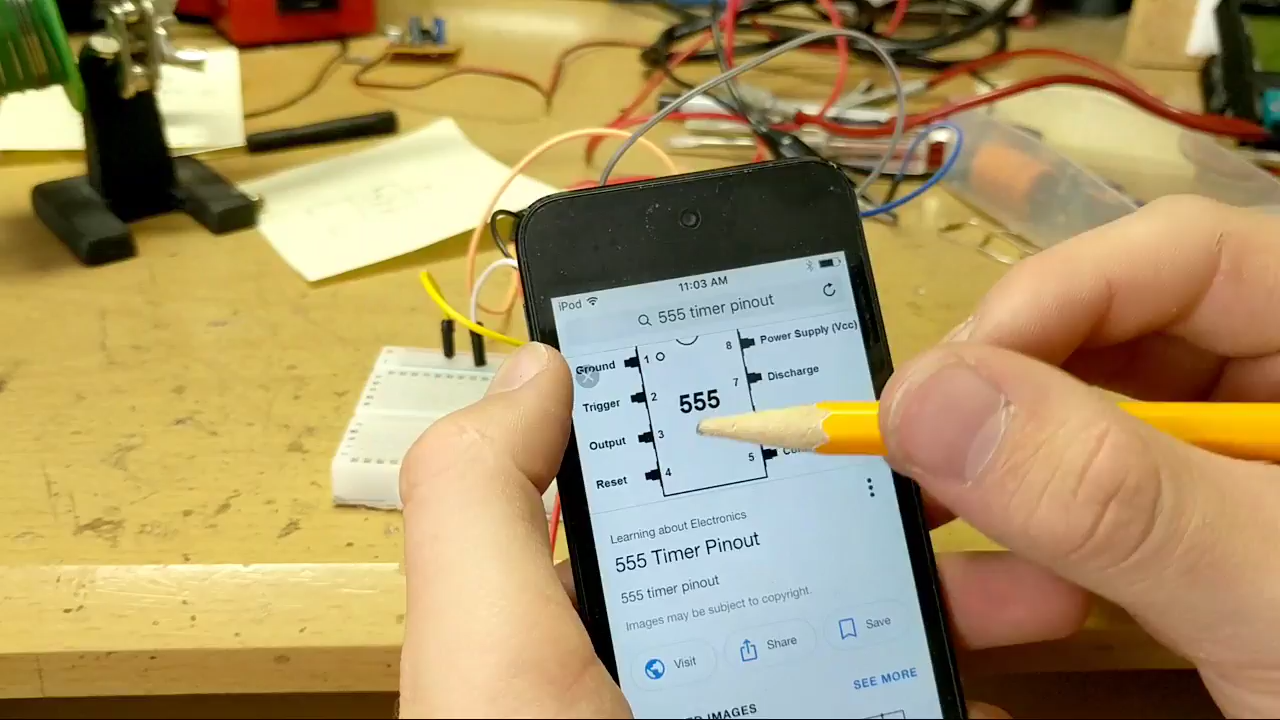 iPod
11:03 AM
555 timer pinout
Ground
1
8
Power Supply (Vcc)
Trigger
2
555
7
Discharge
Output
3
Reset
4
5
Learning about Electronics
555 Timer Pinout
555 timer pinout
Images may be subject to copyright.
Visit
Share
Save
SEE MORE
IMAGES